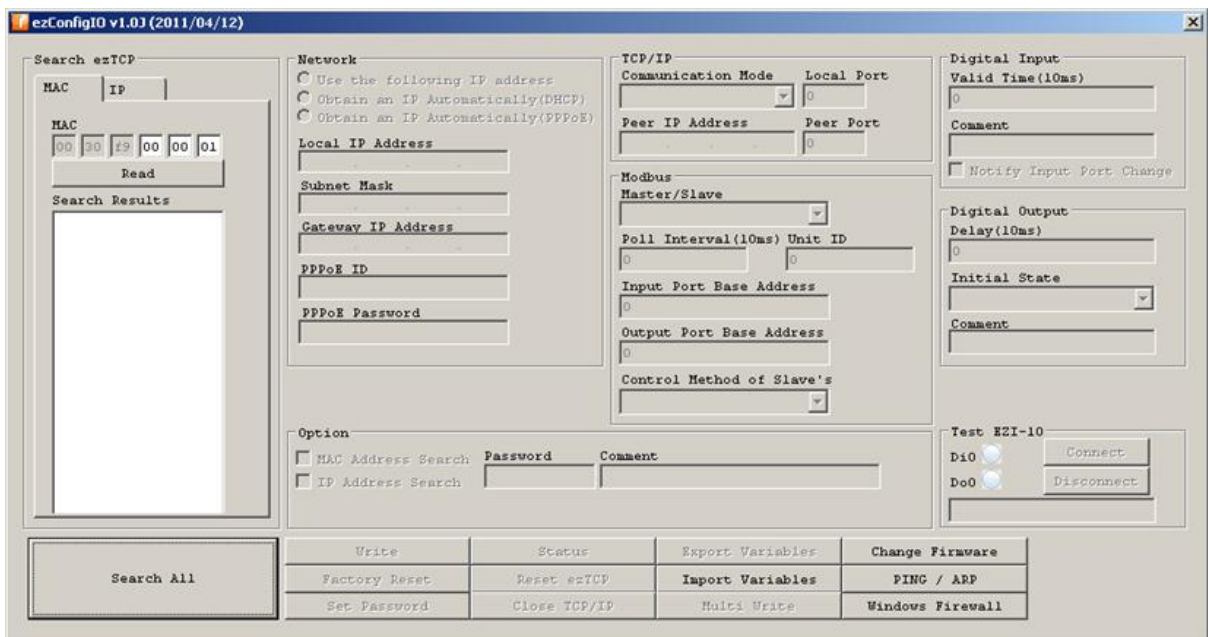 ezConfigIO v1.0J (2011/04/12)
Search ezTCP
MAC
IP
MAC
00 30 f9 00 00 01
Read
Search Results
Search All
Network
Use the following IP address
Obtain an IP Automatically(DHCP)
Obtain an IP Automatically(PPPoE)
Local IP Address
Subnet Mask
Gateway IP Address
PPPoE ID
PPPoE Password
TCP/IP
Communication Mode Local Port
0
Peer IP Address Peer Port
0
Modbus
Master/Slave
Poll Interval(10ms) Unit ID
0 0
Input Port Base Address
0
Output Port Base Address
0
Control Method of Slave's
Digital Input
Valid Time(10ms)
0
Comment
Notify Input Port Change
Digital Output
Delay(10ms)
0
Initial State
Comment
Option
MAC Address Search Password Comment
IP Address Search
Test EZI-10
Di0 Connect
Do0 Disconnect
Write Status Export Variables Change Firmware
Factory Reset Reset ezTCP Import Variables PING / ARP
Set Password Close TCP/IP Multi Write Windows Firewall